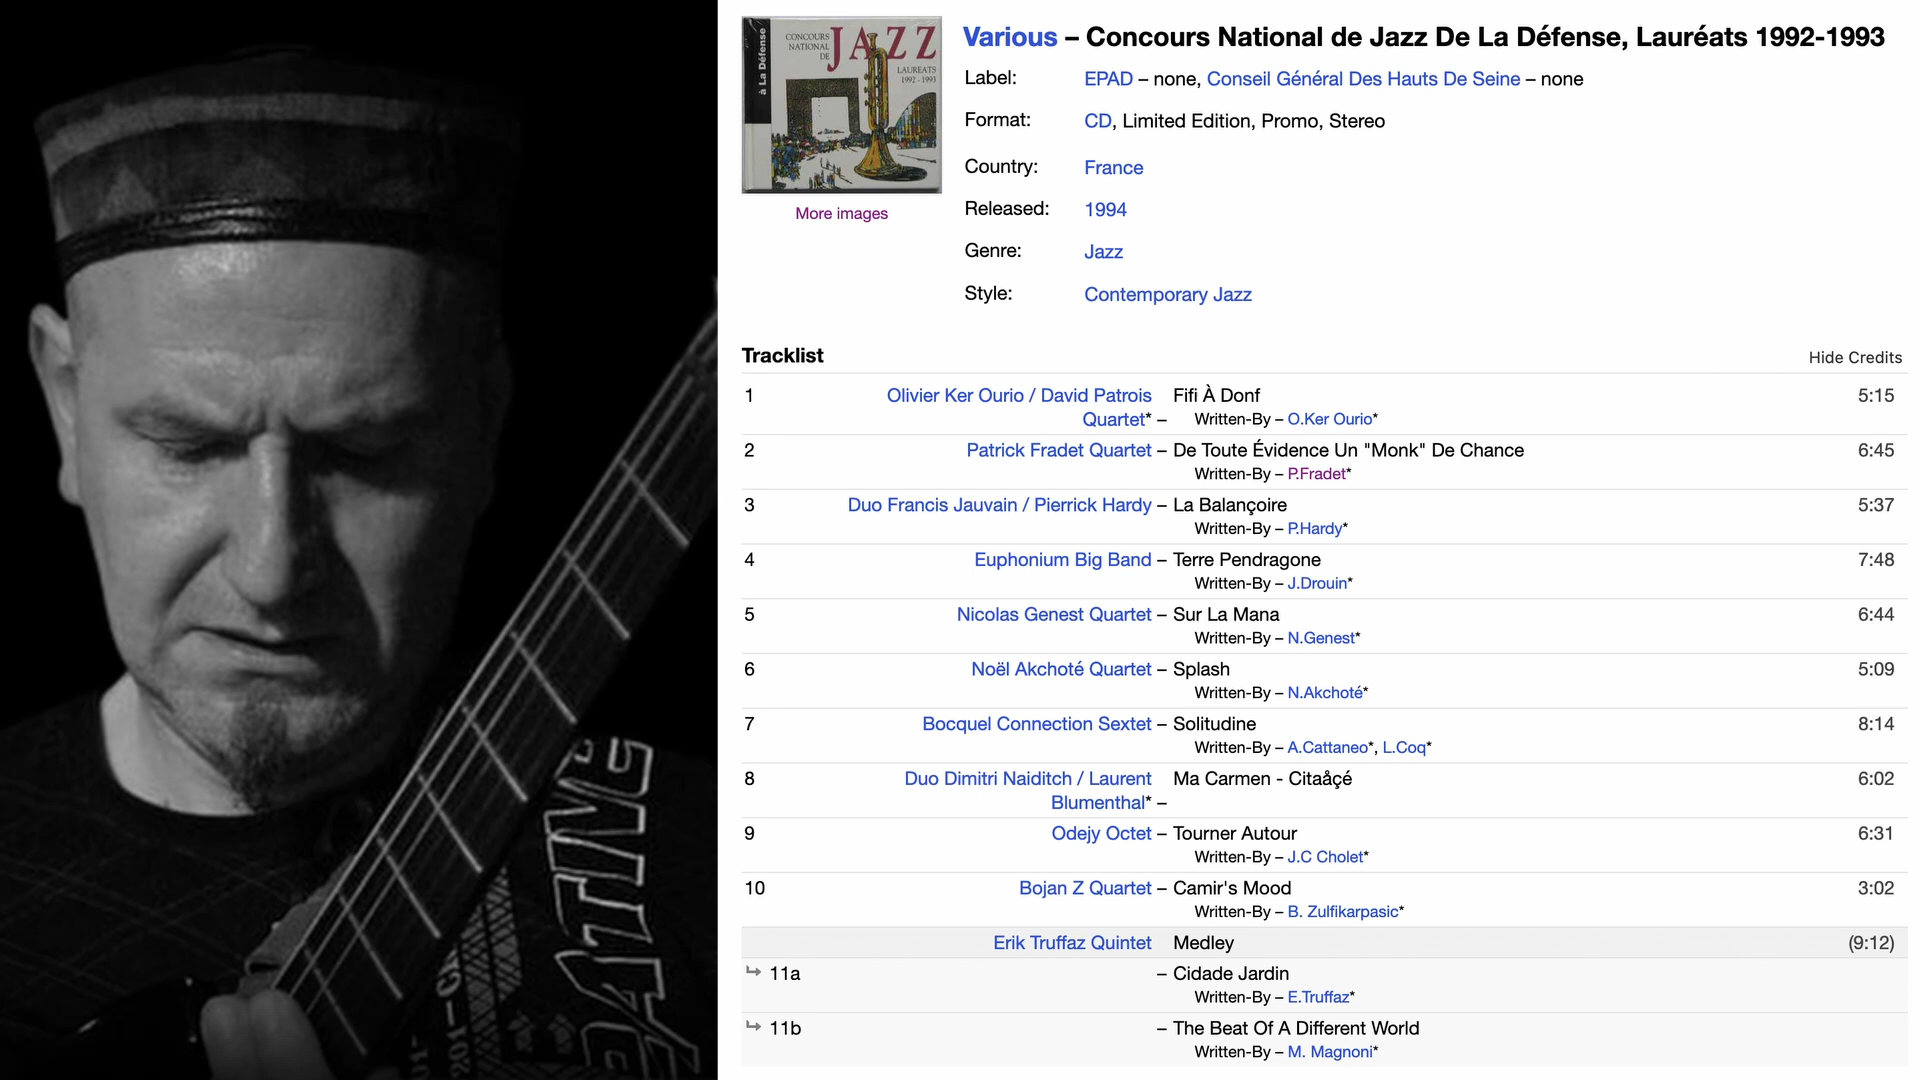 à La Défense
CONCOURS
NATIONAL
DE
JAZZ
LAUREATS
1992 - 1993
More images
Various – Concours National de Jazz De La Défense, Lauréats 1992-1993
Label: EPAD – none, Conseil Général Des Hauts De Seine – none
Format: CD, Limited Edition, Promo, Stereo
Country: France
Released: 1994
Genre: Jazz
Style: Contemporary Jazz
Tracklist Hide Credits
1 Olivier Ker Ourio / David Patrois Fifi À Donf 5:15
Quartet* – Written-By – O.Ker Ourio*
2 Patrick Fradet Quartet – De Toute Évidence Un "Monk" De Chance 6:45
Written-By – P.Fradet*
3 Duo Francis Jauvain / Pierrick Hardy – La Balançoire 5:37
Written-By – P.Hardy*
4 Euphonium Big Band – Terre Pendragone 7:48
Written-By – J.Drouin*
5 Nicolas Genest Quartet – Sur La Mana 6:44
Written-By – N.Genest*
6 Noël Akchoté Quartet – Splash 5:09
Written-By – N.Akchoté*
7 Bocquel Connection Sextet – Solitudine 8:14
Written-By – A.Cattaneo*, L.Coq*
8 Duo Dimitri Naiditch / Laurent Ma Carmen - Citaåçé 6:02
Blumenthal* –
9 Odejy Octet – Tourner Autour 6:31
Written-By – J.C Cholet*
10 Bojan Z Quartet – Camir's Mood 3:02
Written-By – B. Zulfikarpasic*
Erik Truffaz Quintet Medley (9:12)
11a – Cidade Jardin
Written-By – E.Truffaz*
11b – The Beat Of A Different World
Written-By – M. Magnoni*